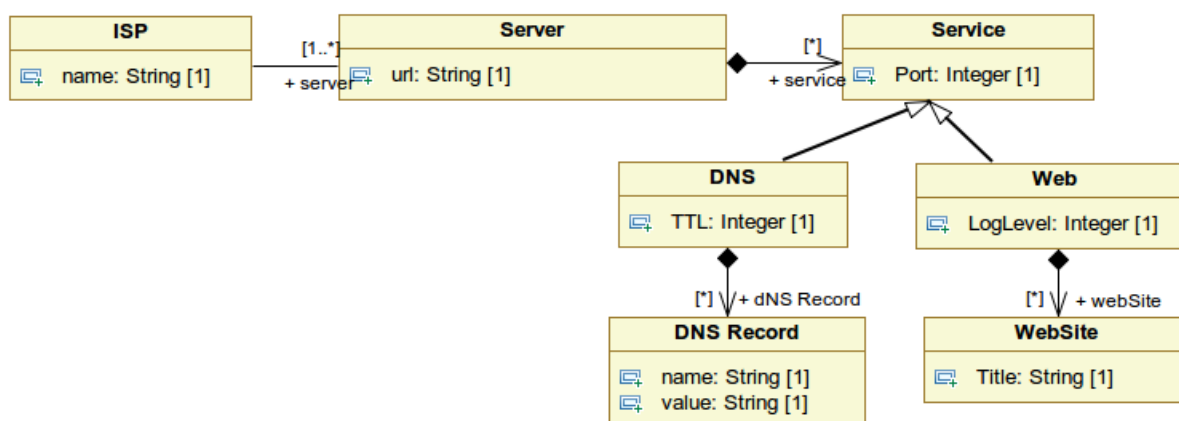 ISP
name: String [1]
[1..*]
+ server
Server
url: String [1]
[*]
+ service
Service
Port: Integer [1]
DNS
TTL: Integer [1]
Web
LogLevel: Integer [1]
[*] + dNS Record
[*] + webSite
DNS Record
name: String [1]
value: String [1]
WebSite
Title: String [1]